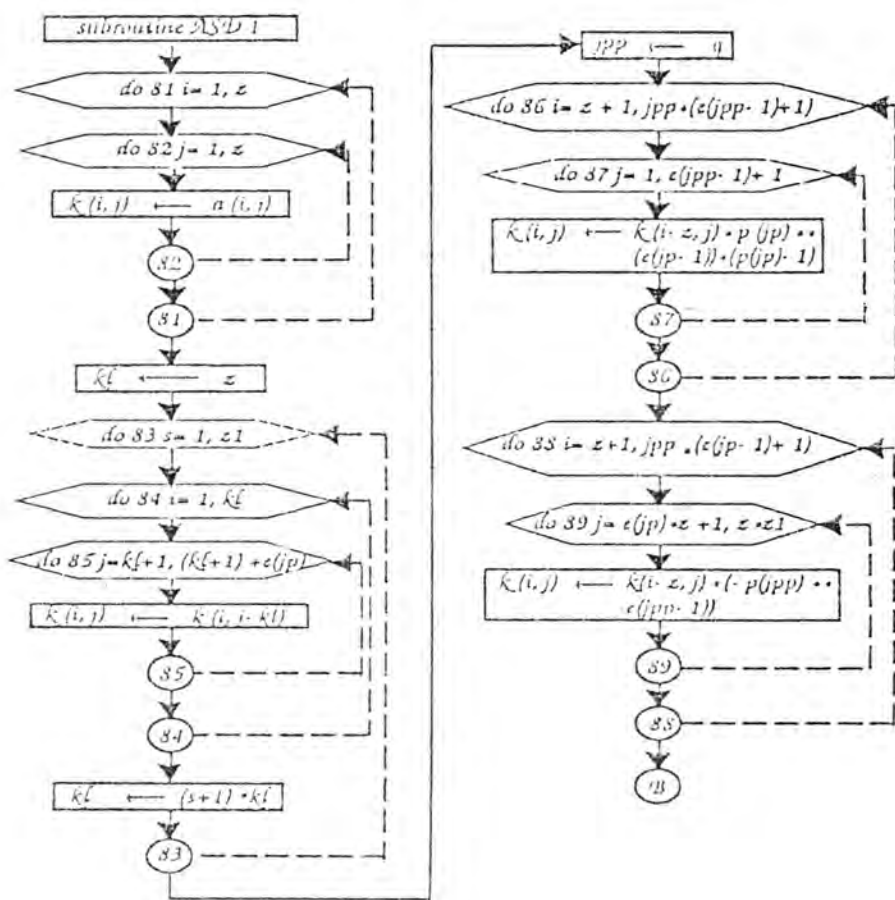 subroutine ASD 1
do 81 i= 1, z
do 82 j= 1, z
k(i, j) ← a(i, j)
82
81
kl ← z
do 83 s= 1, z1
do 84 i= 1, kl
do 85 j=kl+1, (kl+1) + e(jp)
k(i, j) ← k(i, j- kl)
85
84
kl ← (s+1) * kl
83
jpp ← q
do 86 i= z + 1, jpp*(e(jpp- 1)+1)
do 87 j= 1, e(jpp- 1)+ 1
k(i, j) ← k(i- z, j) * p(jp) **
(e(jp- 1))*(p(jp)- 1)
87
86
do 88 i= z+1, jpp *(e(jp- 1)+ 1)
do 89 j= e(jp)*z +1, z *z1
k(i, j) ← k(i- z, j) *(- p(jpp) **
e(jpp- 1))
89
88
B